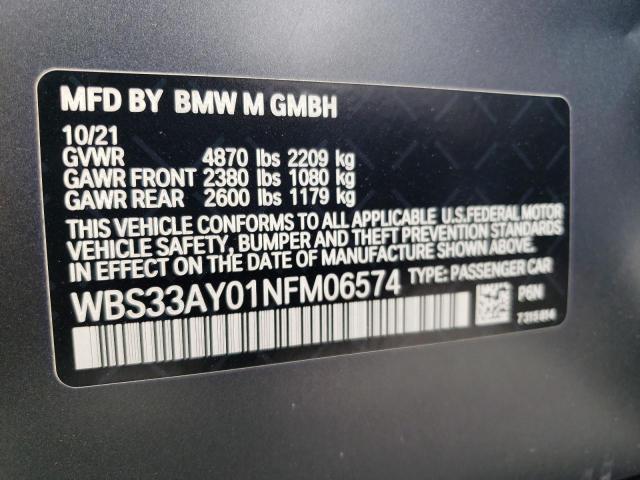 MFD BY BMW M GMBH
10/21
GVWR 4870 lbs 2209 kg
GAWR FRONT 2380 lbs 1080 kg
GAWR REAR 2600 lbs 1179 kg
THIS VEHICLE CONFORMS TO ALL APPLICABLE U.S.FEDERAL MOTOR
VEHICLE SAFETY, BUMPER AND THEFT PREVENTION STANDARDS
IN EFFECT ON THE DATE OF MANUFACTURE SHOWN ABOVE.
WBS33AY01NFM06574 TYPE: PASSENGER CAR
PGN